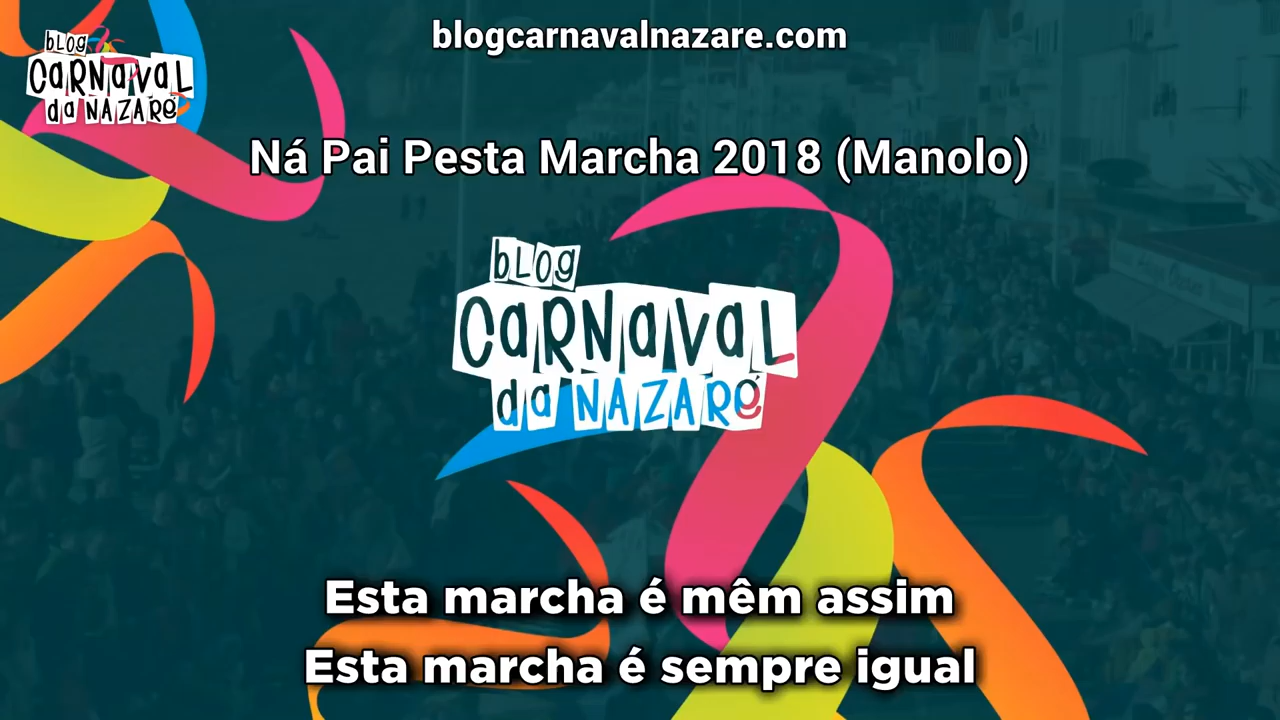 blogcarnavalnazare.com
blog
CARNAVAL
da NAZARé
Ná Pai Pesta Marcha 2018 (Manolo)
bLOg
CARNAVAL
da NAZARé
Esta marcha é mêm assim
Esta marcha é sempre igual